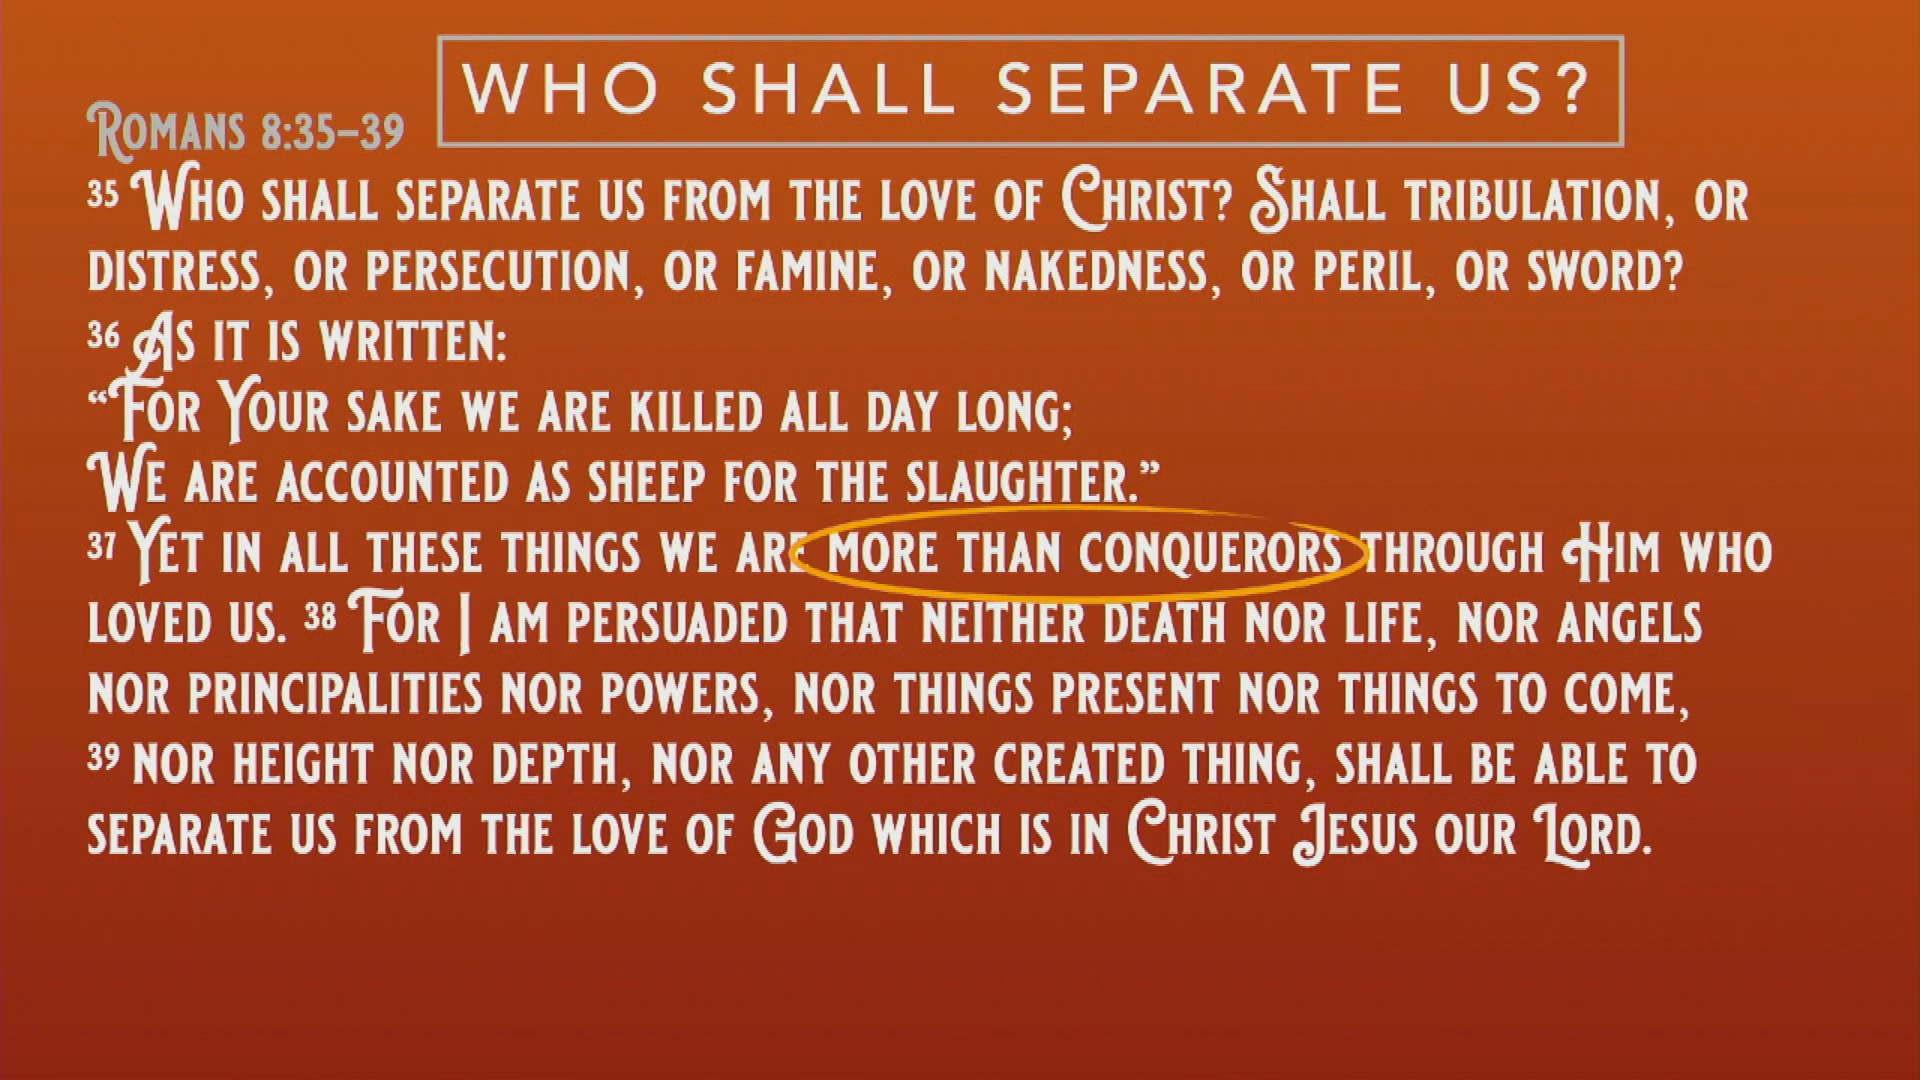 WHO SHALL SEPARATE US?
ROMANS 8:35–39
35 WHO SHALL SEPARATE US FROM THE LOVE OF CHRIST? SHALL TRIBULATION, OR
DISTRESS, OR PERSECUTION, OR FAMINE, OR NAKEDNESS, OR PERIL, OR SWORD?
36 AS IT IS WRITTEN:
“FOR YOUR SAKE WE ARE KILLED ALL DAY LONG;
WE ARE ACCOUNTED AS SHEEP FOR THE SLAUGHTER.”
37 YET IN ALL THESE THINGS WE ARE MORE THAN CONQUERORS THROUGH HIM WHO
LOVED US. 38 FOR I AM PERSUADED THAT NEITHER DEATH NOR LIFE, NOR ANGELS
NOR PRINCIPALITIES NOR POWERS, NOR THINGS PRESENT NOR THINGS TO COME,
39 NOR HEIGHT NOR DEPTH, NOR ANY OTHER CREATED THING, SHALL BE ABLE TO
SEPARATE US FROM THE LOVE OF GOD WHICH IS IN CHRIST JESUS OUR LORD.